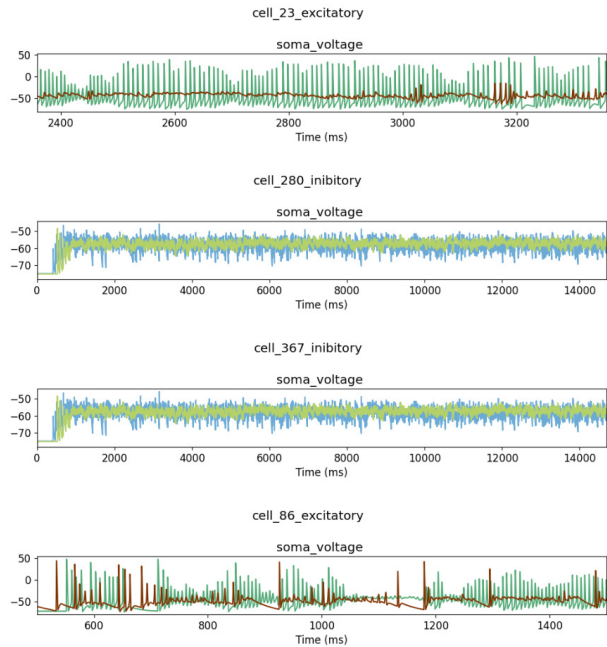 cell_23_excitatory
soma_voltage
50
0
−50
2400 2600 2800 3000 3200
Time (ms)
cell_280_inibitory
soma_voltage
−50
−60
−70
0 2000 4000 6000 8000 10000 12000 14000
Time (ms)
cell_367_inibitory
soma_voltage
−50
−60
−70
0 2000 4000 6000 8000 10000 12000 14000
Time (ms)
cell_86_excitatory
soma_voltage
50
0
−50
600 800 1000 1200 1400
Time (ms)